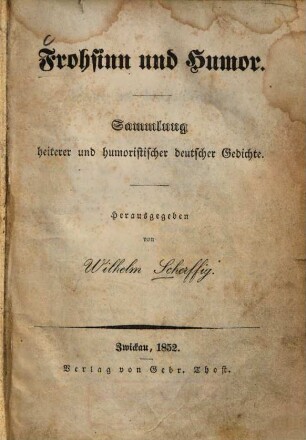 Frohsinn und Humor.
Sammlung
heiterer und humoristischer deutscher Gedichte.
Herausgegeben
von
Wilhelm Scheffig.
Zwickau, 1852.
Verlag von Gebr. Thost.